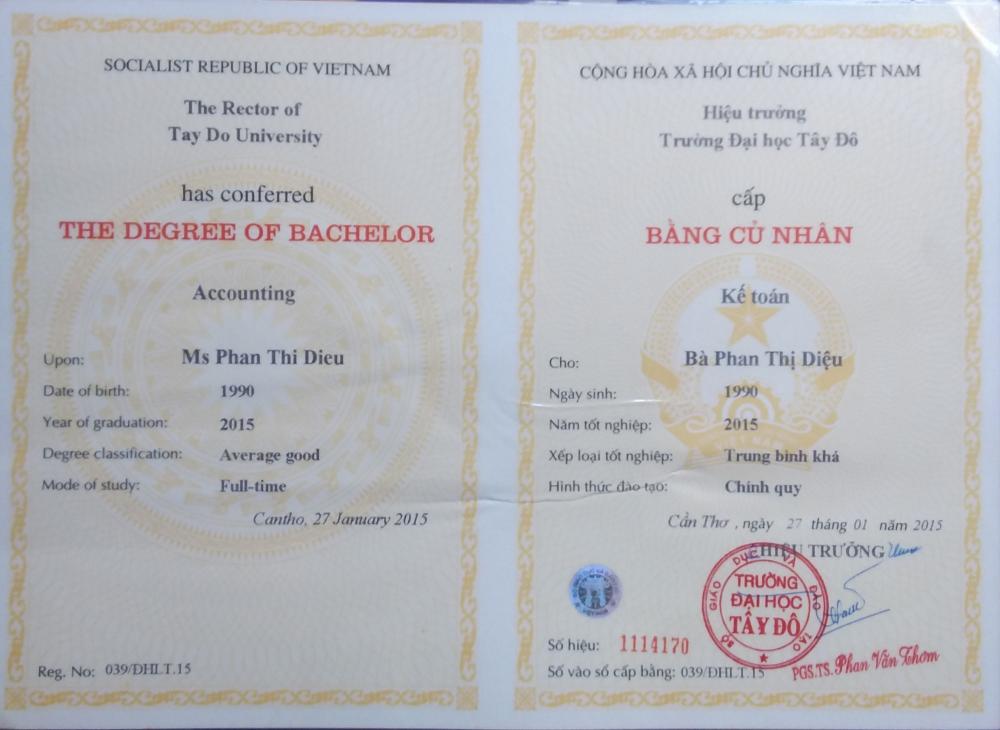 SOCIALIST REPUBLIC OF VIETNAM
The Rector of
Tay Do University
has conferred
THE DEGREE OF BACHELOR
Accounting
Upon: Ms Phan Thi Dieu
Date of birth: 1990
Year of graduation: 2015
Degree classification: Average good
Mode of study: Full-time
Cantho, 27 January 2015
Reg. No: 039/ĐHLT.15
CỘNG HÒA XÃ HỘI CHỦ NGHĨA VIỆT NAM
Hiệu trưởng
Trường Đại học Tây Đô
cấp
BẰNG CỬ NHÂN
Kế toán
Cho: Bà Phan Thị Diệu
Ngày sinh: 1990
Năm tốt nghiệp: 2015
Xếp loại tốt nghiệp: Trung bình khá
Hình thức đào tạo: Chính quy
Cần Thơ , ngày 27 tháng 01 năm 2015
HIỆU TRƯỞNG
BỘ GIÁO DỤC VÀ ĐÀO TẠO
TRƯỜNG
ĐẠI HỌC
TÂY ĐÔ
Số hiệu: 1114170
Số vào sổ cấp bằng: 039/ĐHLT.15
PGS.TS. Phan Văn Thơm